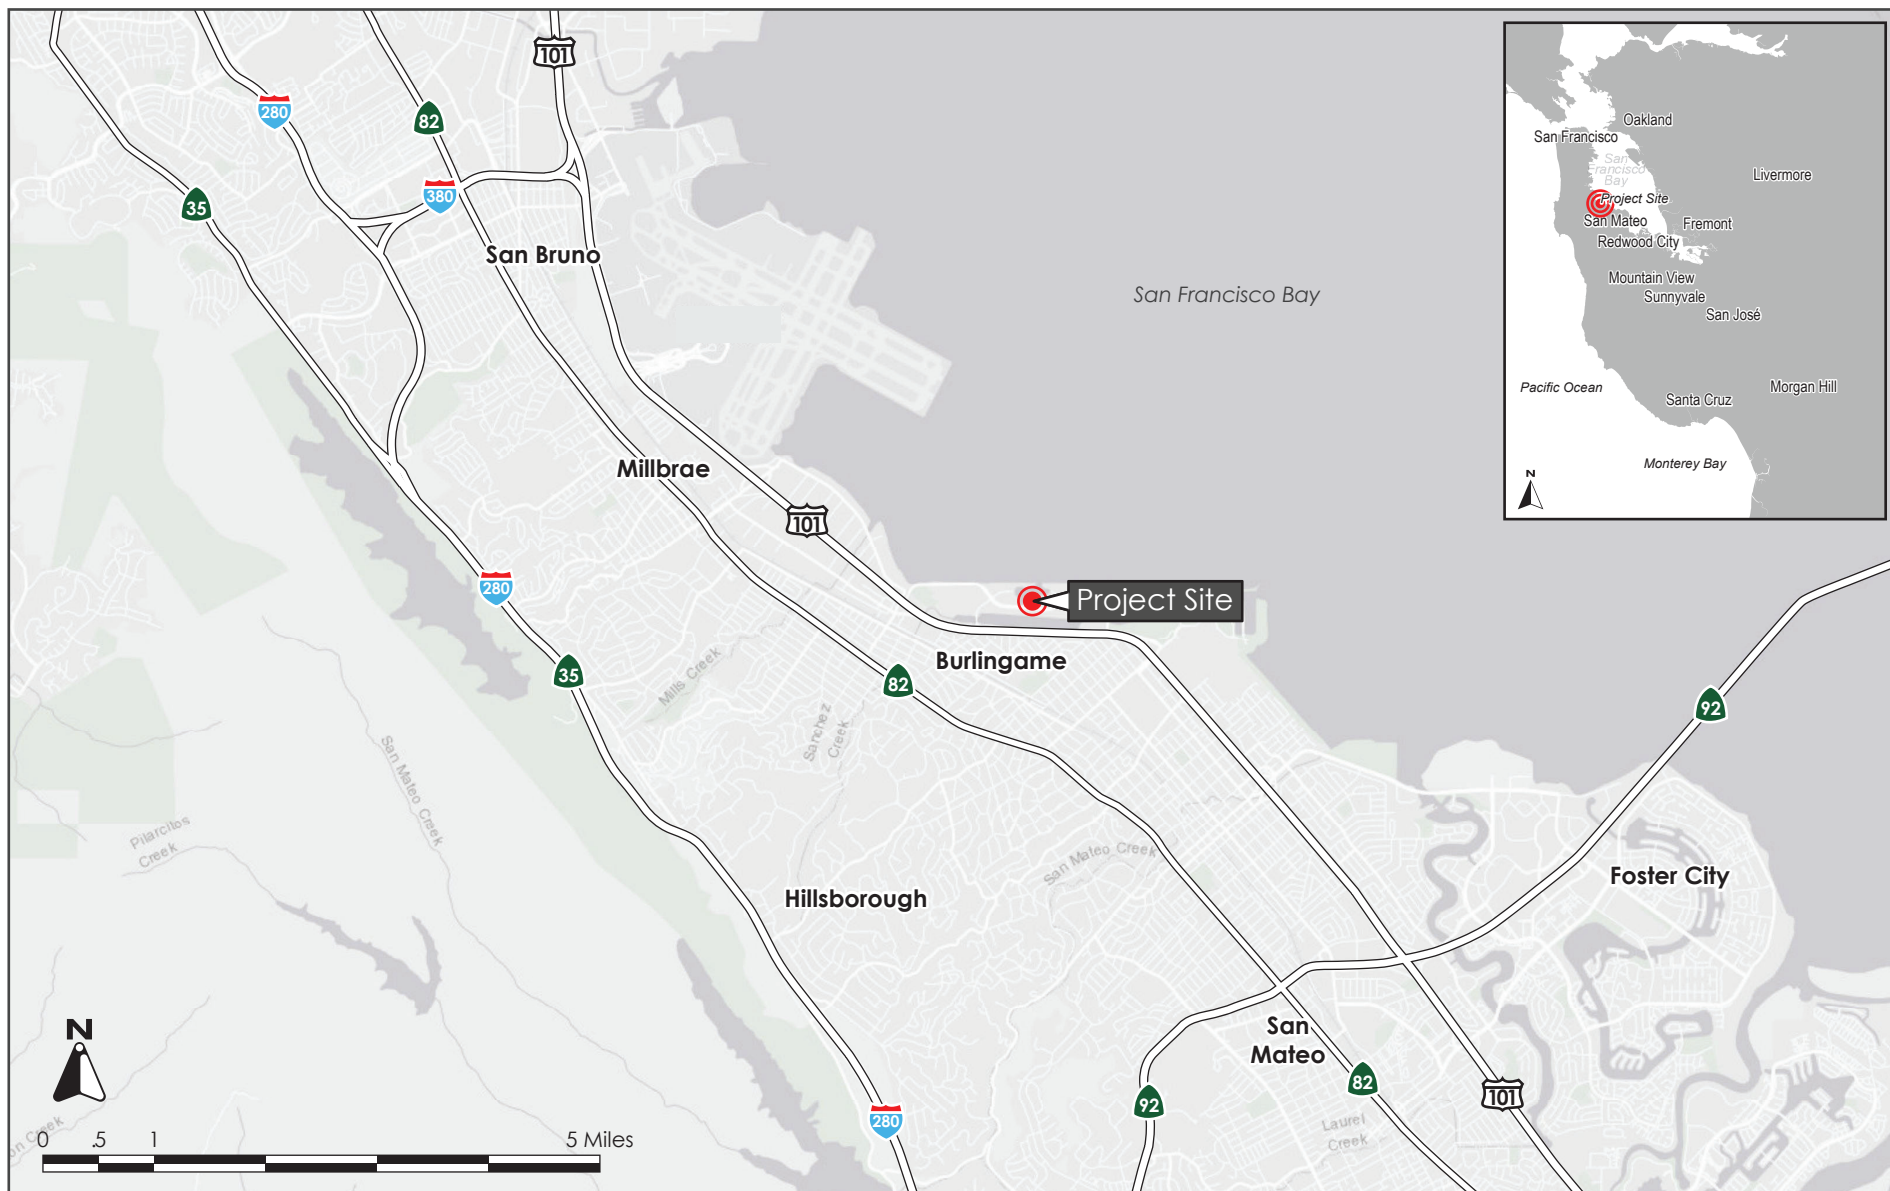 101
280
82
35
380
San Bruno
San Francisco Bay
Millbrae
101
280
Project Site
Burlingame
35
82
Mills Creek
Sanchez
Creek
92
San Mateo Creek
Pilarcitos
Creek
San Mateo Creek
Foster City
Hillsborough
San
Mateo
82
101
92
280
Laurel
Creek
N
on Creek
0 .5 1 5 Miles
Oakland
San Francisco
San
Francisco
Bay
Livermore
Project Site
San Mateo
Fremont
Redwood City
Mountain View
Sunnyvale
San José
Pacific Ocean
Morgan Hill
Santa Cruz
Monterey Bay
N